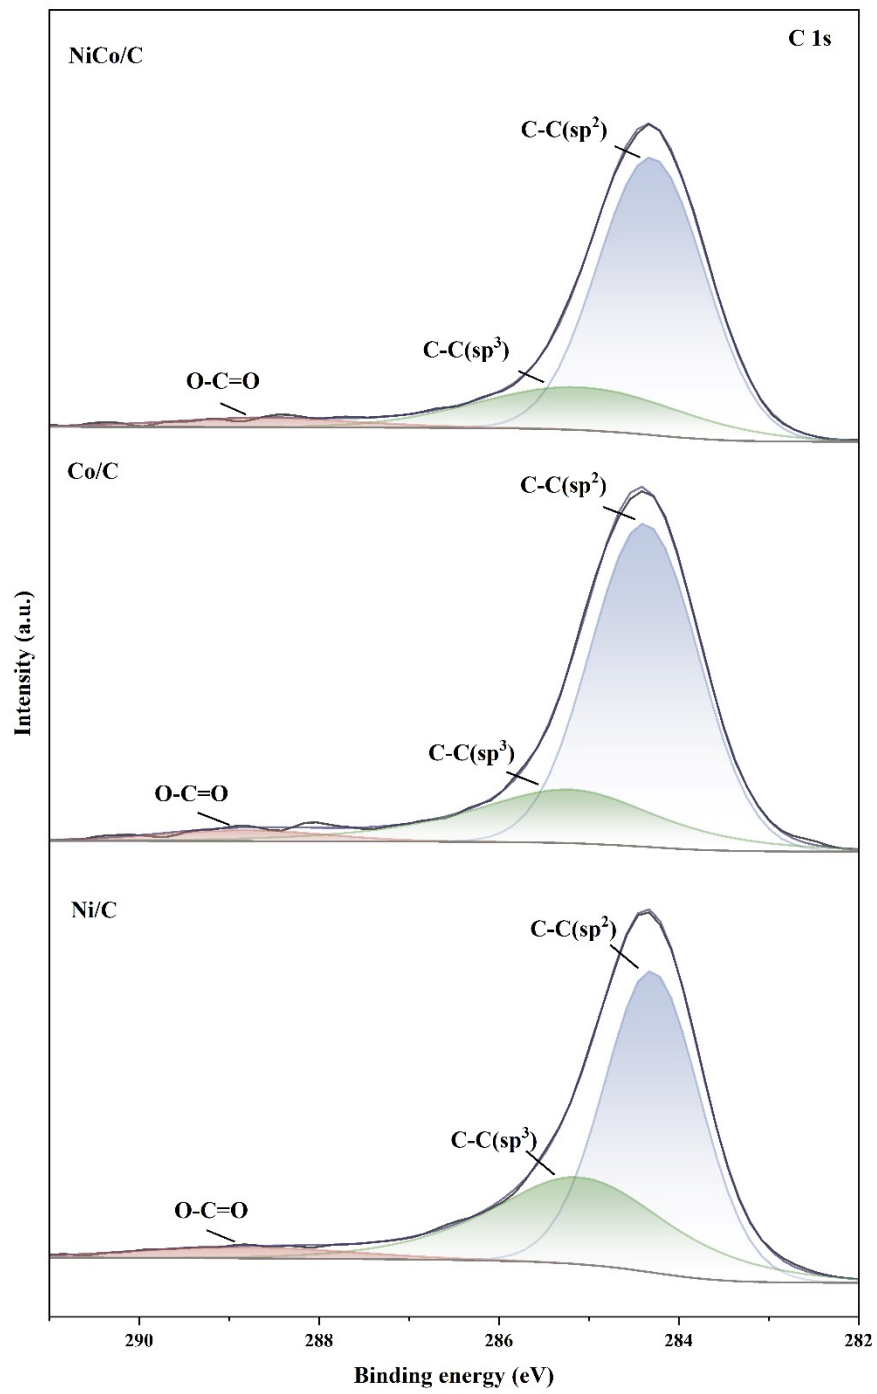 C 1s
NiCo/C
C-C(sp²)
C-C(sp³)
O-C=O
Co/C
C-C(sp²)
C-C(sp³)
O-C=O
Ni/C
C-C(sp²)
C-C(sp³)
O-C=O
Intensity (a.u.)
290 288 286 284 282
Binding energy (eV)